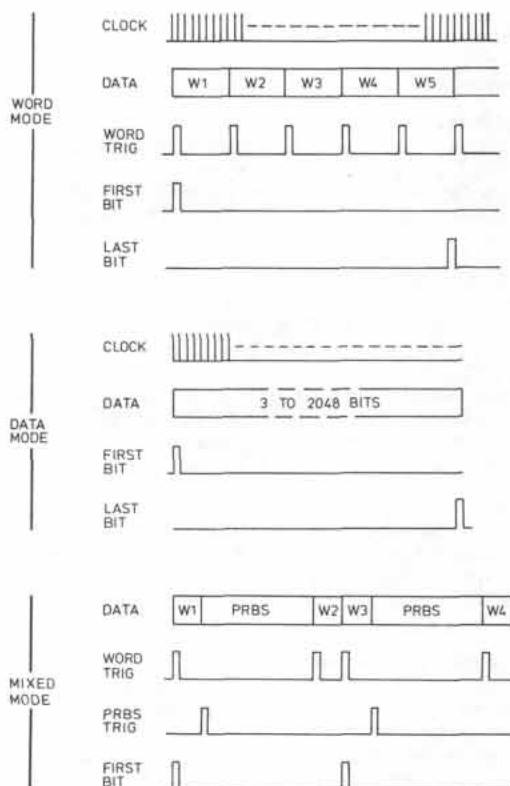 CLOCK
DATA W1 W2 W3 W4 W5
WORD
MODE
WORD
TRIG
FIRST
BIT
LAST
BIT
CLOCK
DATA 3 TO 2048 BITS
DATA
MODE
FIRST
BIT
LAST
BIT
DATA W1 PRBS W2 W3 PRBS W4
WORD
TRIG
MIXED
MODE
PRBS
TRIG
FIRST
BIT